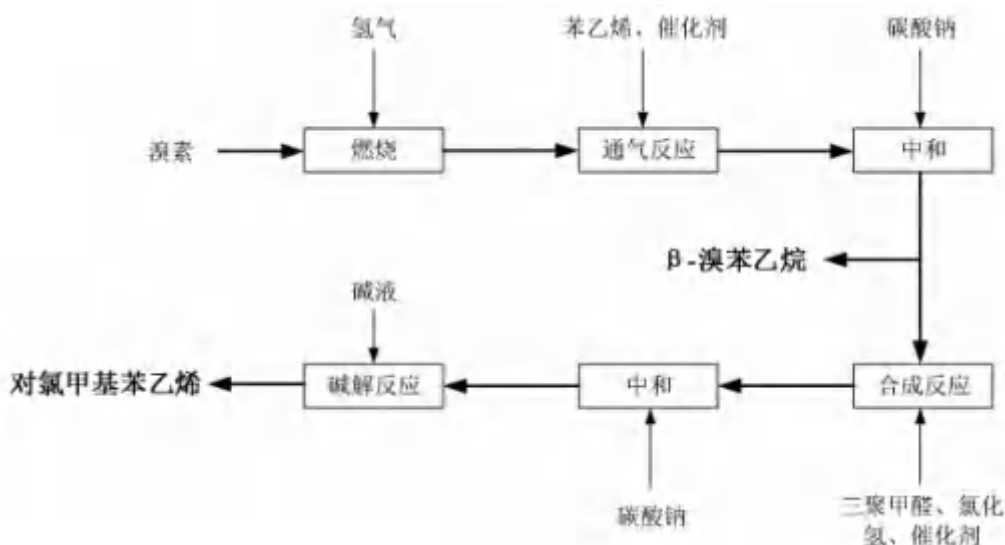 氢气
苯乙烯、催化剂
碳酸钠
溴素
燃烧
通气反应
中和
β-溴苯乙烷
碱液
对氯甲基苯乙烯
碱解反应
中和
合成反应
碳酸钠
三聚甲醛、氯化
氢、催化剂